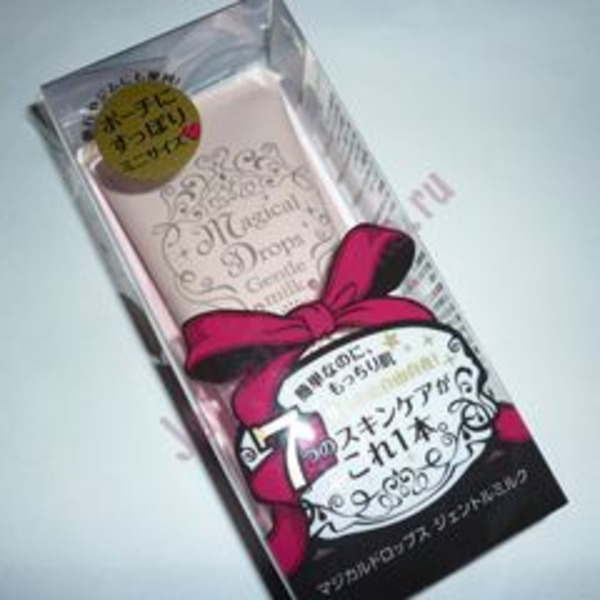 ポーチに
すっぽり
ミニサイズ
Magical
Drops
Gentle
milk
簡単なのに、
もっちり肌
7つのスキンケアが
これ1本。
マジカルドロップス ジェントルミルク
.ru